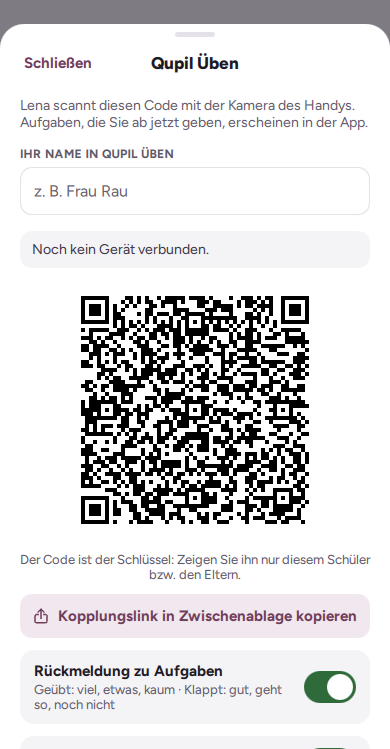 Schließen
Qupil Üben
Lena scannt diesen Code mit der Kamera des Handys.
Aufgaben, die Sie ab jetzt geben, erscheinen in der App.
IHR NAME IN QUPIL ÜBEN
z. B. Frau Rau
Noch kein Gerät verbunden.
Der Code ist der Schlüssel: Zeigen Sie ihn nur diesem Schüler
bzw. den Eltern.
Kopplungslink in Zwischenablage kopieren
Rückmeldung zu Aufgaben
Geübt: viel, etwas, kaum · Klappt: gut, geht
so, noch nicht